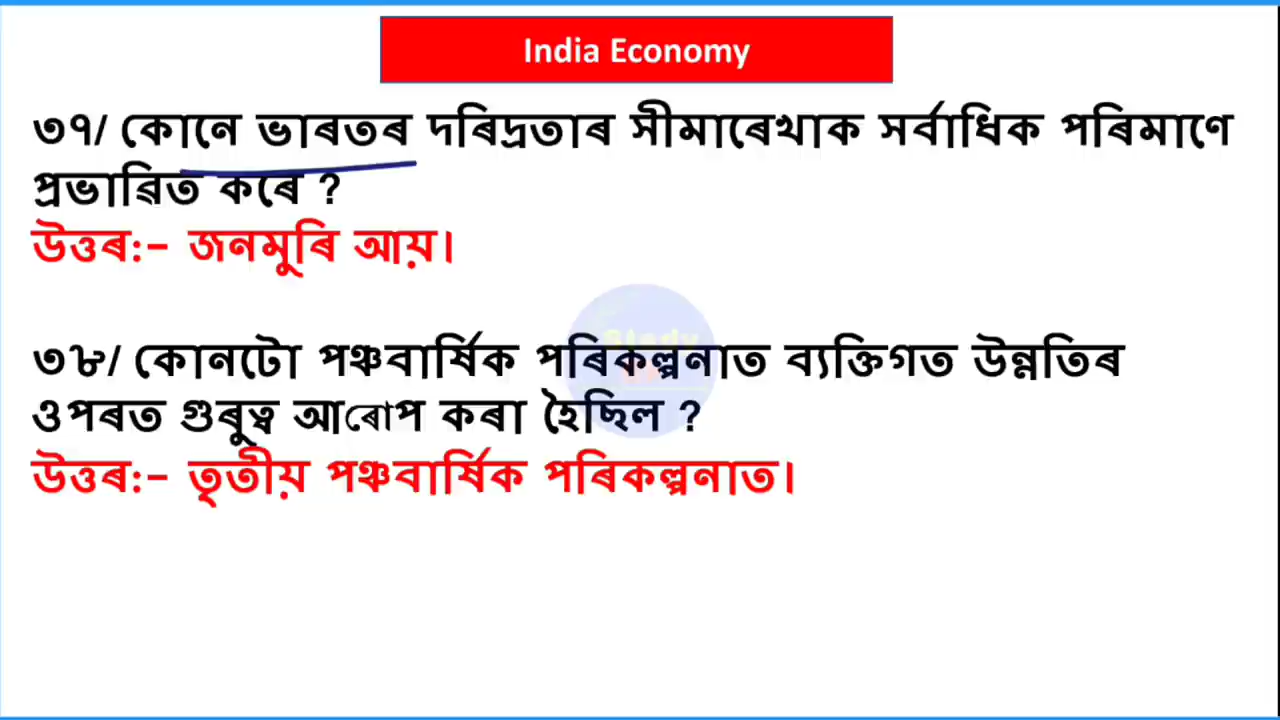 India Economy
৩৭/ কোনে ভাৰতৰ দৰিদ্ৰতাৰ সীমাৰেখাক সৰ্বাধিক পৰিমাণে
প্ৰভাৱিত কৰে ?
উত্তৰ:- জনমুৰি আয়।
৩৮/ কোনটো পঞ্চবাৰ্ষিক পৰিকল্পনাত ব্যক্তিগত উন্নতিৰ
ওপৰত গুৰুত্ব আৰোপ কৰা হৈছিল ?
উত্তৰ:- তৃতীয় পঞ্চবাৰ্ষিক পৰিকল্পনাত।